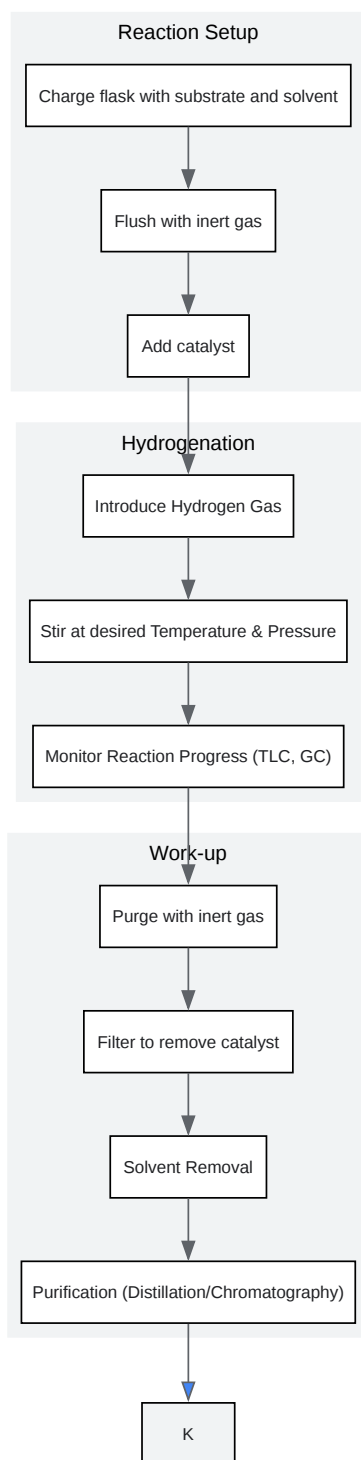 Reaction Setup
Charge flask with substrate and solvent
Flush with inert gas
Add catalyst
Hydrogenation
Introduce Hydrogen Gas
Stir at desired Temperature & Pressure
Monitor Reaction Progress (TLC, GC)
Work-up
Purge with inert gas
Filter to remove catalyst
Solvent Removal
Purification (Distillation/Chromatography)
K